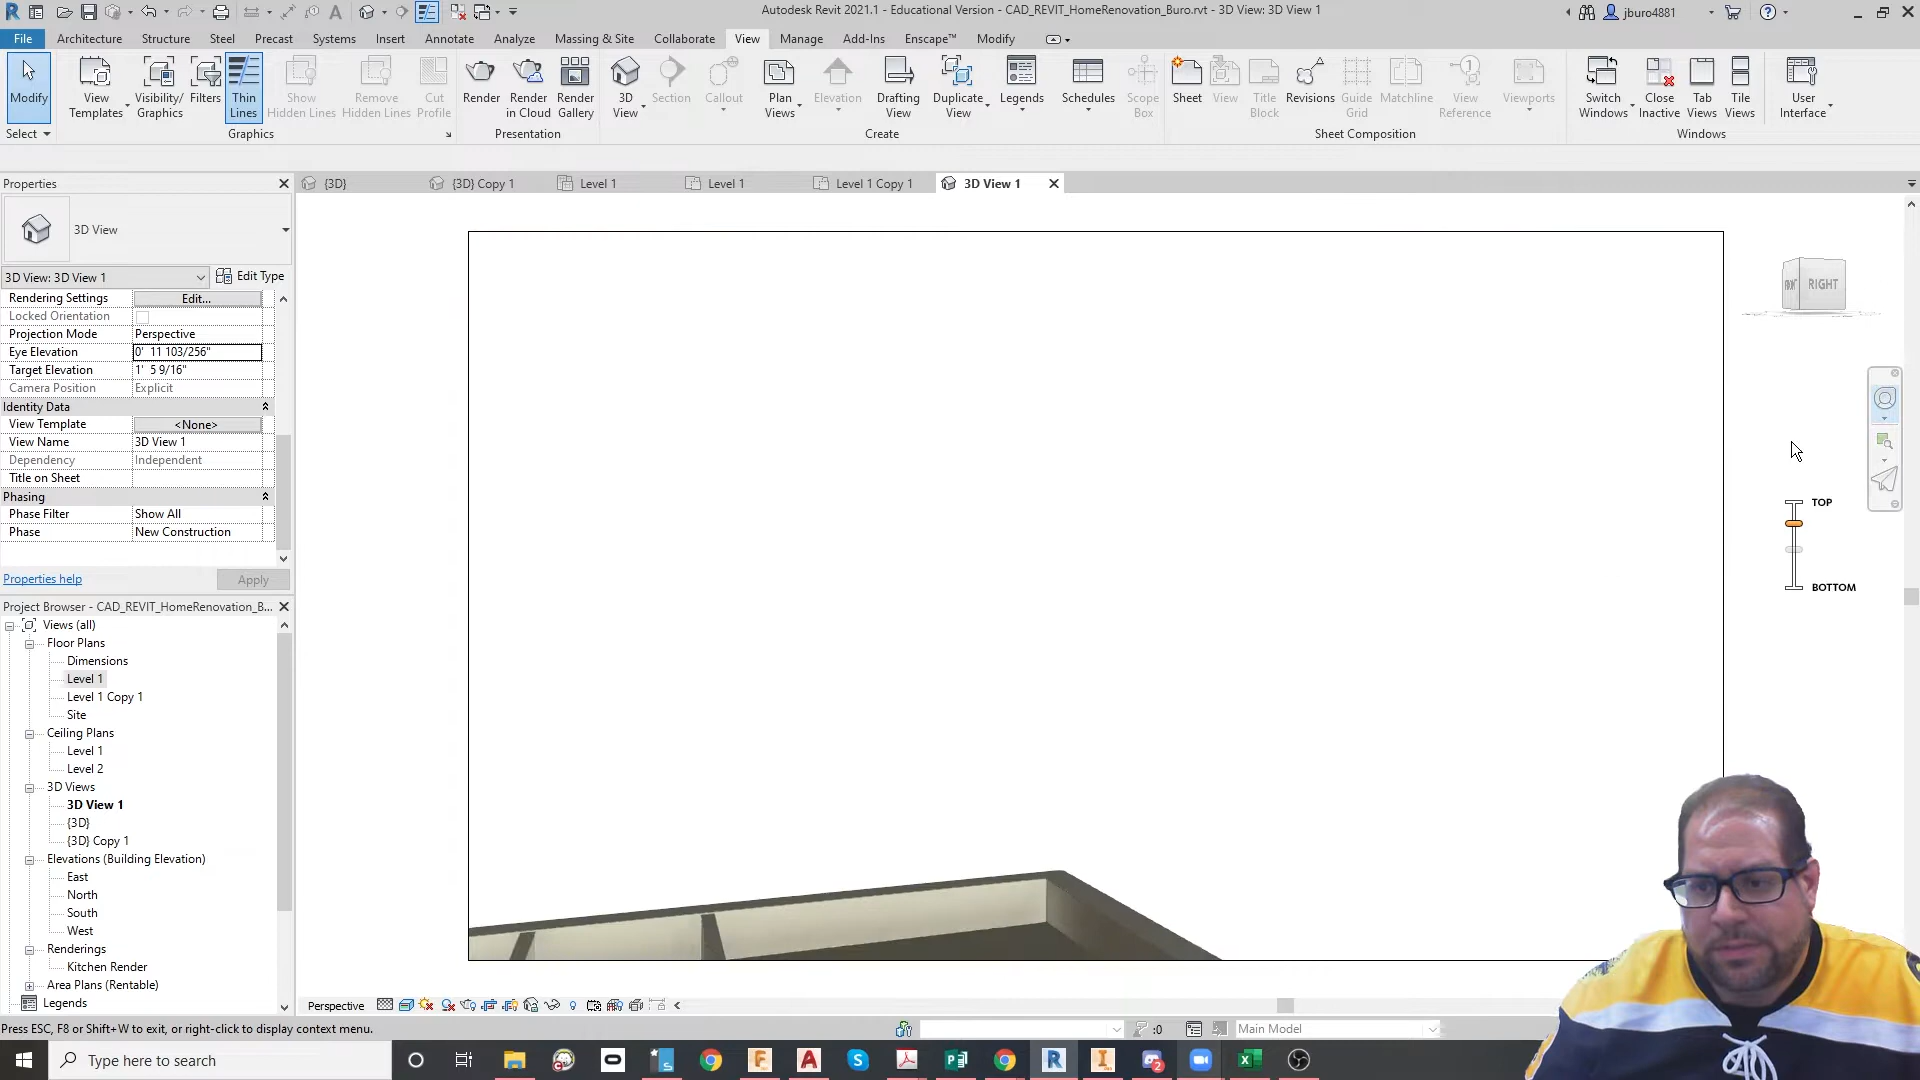 Autodesk Revit 2021.1 - Educational Version - CAD_REVIT_HomeRenovation_Buro.rvt - 3D View: 3D View 1
jburo4881
File Architecture Structure Steel Precast Systems Insert Annotate Analyze Massing & Site Collaborate View Manage Add-Ins Enscape™ Modify
Modify
View Templates
Visibility/ Graphics
Filters
Thin Lines
Show Hidden Lines
Remove Hidden Lines
Cut Profile
Render
Render in Cloud
Render Gallery
3D View
Section
Callout
Plan Views
Elevation
Drafting View
Duplicate View
Legends
Schedules
Scope Box
Sheet
View
Title Block
Revisions
Guide Grid
Matchline
View Reference
Viewports
Switch Windows
Close Inactive
Tab Views
Tile Views
User Interface
Select Graphics Presentation Create Sheet Composition Windows
Properties
{3D} {3D} Copy 1 Level 1 Level 1 Level 1 Copy 1 3D View 1
3D View
3D View: 3D View 1 Edit Type
Rendering Settings Edit...
Locked Orientation
Projection Mode Perspective
Eye Elevation 0' 11 103/256"
Target Elevation 1' 5 9/16"
Camera Position Explicit
Identity Data
View Template <None>
View Name 3D View 1
Dependency Independent
Title on Sheet
Phasing
Phase Filter Show All
Phase New Construction
Properties help Apply
FRONT RIGHT
TOP
BOTTOM
Project Browser - CAD_REVIT_HomeRenovation_B...
Views (all)
Floor Plans
Dimensions
Level 1
Level 1 Copy 1
Site
Ceiling Plans
Level 1
Level 2
3D Views
3D View 1
{3D}
{3D} Copy 1
Elevations (Building Elevation)
East
North
South
West
Renderings
Kitchen Render
Area Plans (Rentable)
Legends
Perspective
Press ESC, F8 or Shift+W to exit, or right-click to display context menu.
:0
Main Model
Type here to search